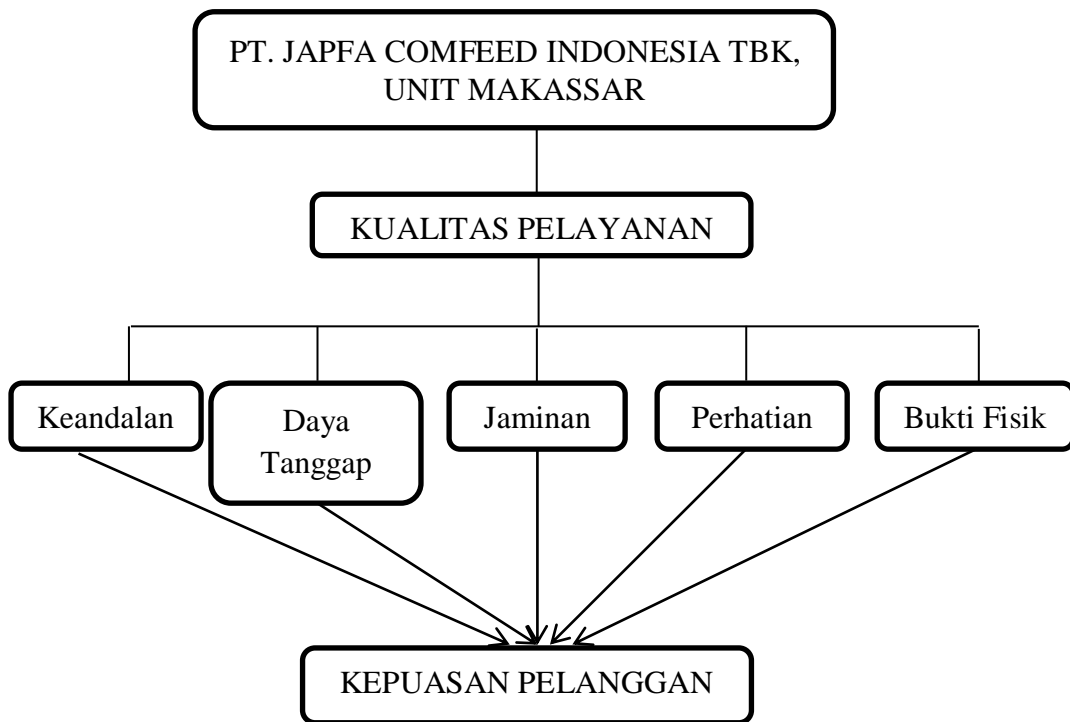 PT. JAPFA COMFEED INDONESIA TBK,
UNIT MAKASSAR
KUALITAS PELAYANAN
Keandalan
Daya
Tanggap
Jaminan
Perhatian
Bukti Fisik
KEPUASAN PELANGGAN